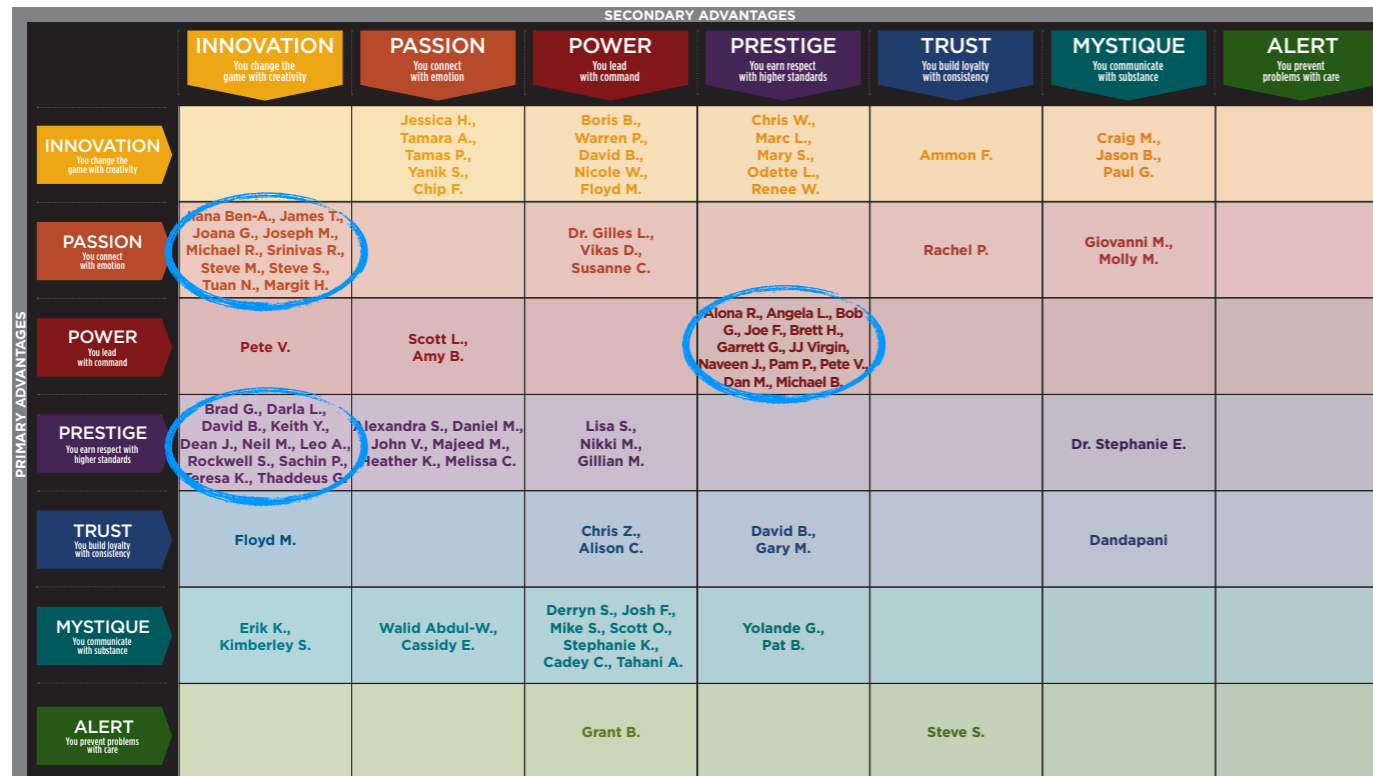 SECONDARY ADVANTAGES
INNOVATION
You change the
game with creativity
PASSION
You connect
with emotion
POWER
You lead
with command
PRESTIGE
You earn respect
with higher standards
TRUST
You build loyalty
with consistency
MYSTIQUE
You communicate
with substance
ALERT
You prevent
problems with care
PRIMARY ADVANTAGES
INNOVATION
You change the
game with creativity
Jessica H.,
Tamara A.,
Tamas P.,
Yanik S.,
Chip F.
Boris B.,
Warren P.,
David B.,
Nicole W.,
Floyd M.
Chris W.,
Marc L.,
Mary S.,
Odette L.,
Renee W.
Ammon F.
Craig M.,
Jason B.,
Paul G.
PASSION
You connect
with emotion
Ben-A., James T.,
Joana G., Joseph M.,
Michael R., Srinivas R.,
Steve M., Steve S.,
Tuan N., Margit H.
Dr. Gilles L.,
Vikas D.,
Susanne C.
Rachel P.
Giovanni M.,
Molly M.
POWER
You lead
with command
Pete V.
Scott L.,
Amy B.
Alona R., Angela L., Bob
G., Joe F., Brett H.,
Garrett G., JJ Virgin,
Naveen J., Pam P., Pete V.,
Dan M., Michael B.
PRESTIGE
You earn respect with
higher standards
Brad G., Darla L.,
David B., Keith Y.,
Dean J., Neil M., Leo A.,
Rockwell S., Sachin P.,
Teresa K., Thaddeus G.
Alexandra S., Daniel M.,
John V., Majeed M.,
Heather K., Melissa C.
Lisa S.,
Nikki M.,
Gillian M.
Dr. Stephanie E.
TRUST
You build loyalty
with consistency
Floyd M.
Chris Z.,
Alison C.
David B.,
Gary M.
Dandapani
MYSTIQUE
You communicate
with substance
Erik K.,
Kimberley S.
Walid Abdul-W.,
Cassidy E.
Derryn S., Josh F.,
Mike S., Scott O.,
Stephanie K.,
Cadey C., Tahani A.
Yolande G.,
Pat B.
ALERT
You prevent problems
with care
Grant B.
Steve S.